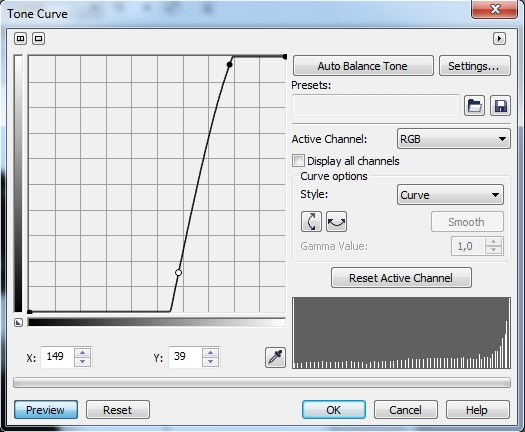 Tone Curve
Auto Balance Tone
Settings...
Presets:
Active Channel:
RGB
Display all channels
Curve options
Style:
Curve
Smooth
Gamma Value:
1,0
Reset Active Channel
X:
149
Y:
39
Preview
Reset
OK
Cancel
Help